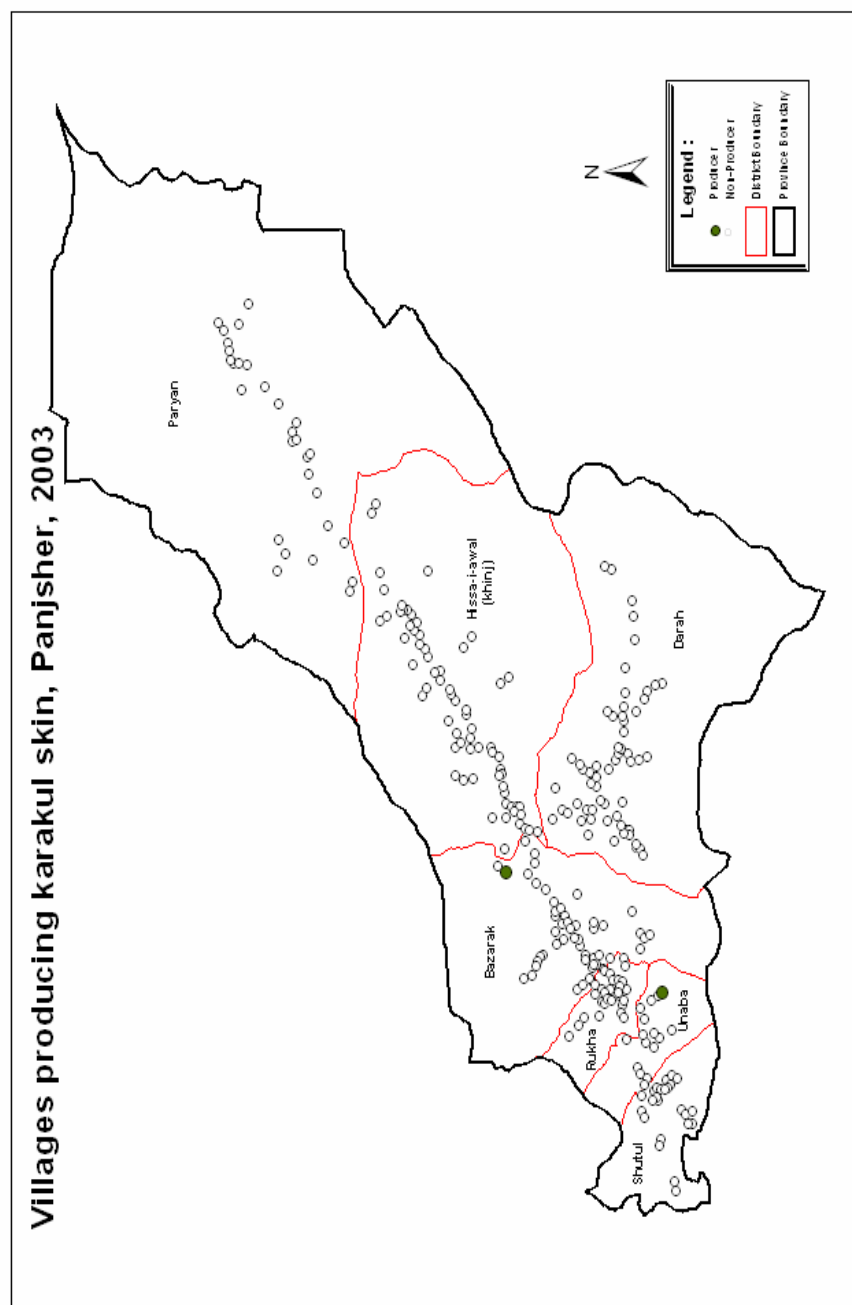 Villages producing karakul skin, Panjsher, 2003
Paryan
Hissa-i-awal
(khinj)
Bazarak
Darah
Rukha
Unaba
Shutul
N
Legend :
Producer
Non-Producer
District Boundary
Province Boundary